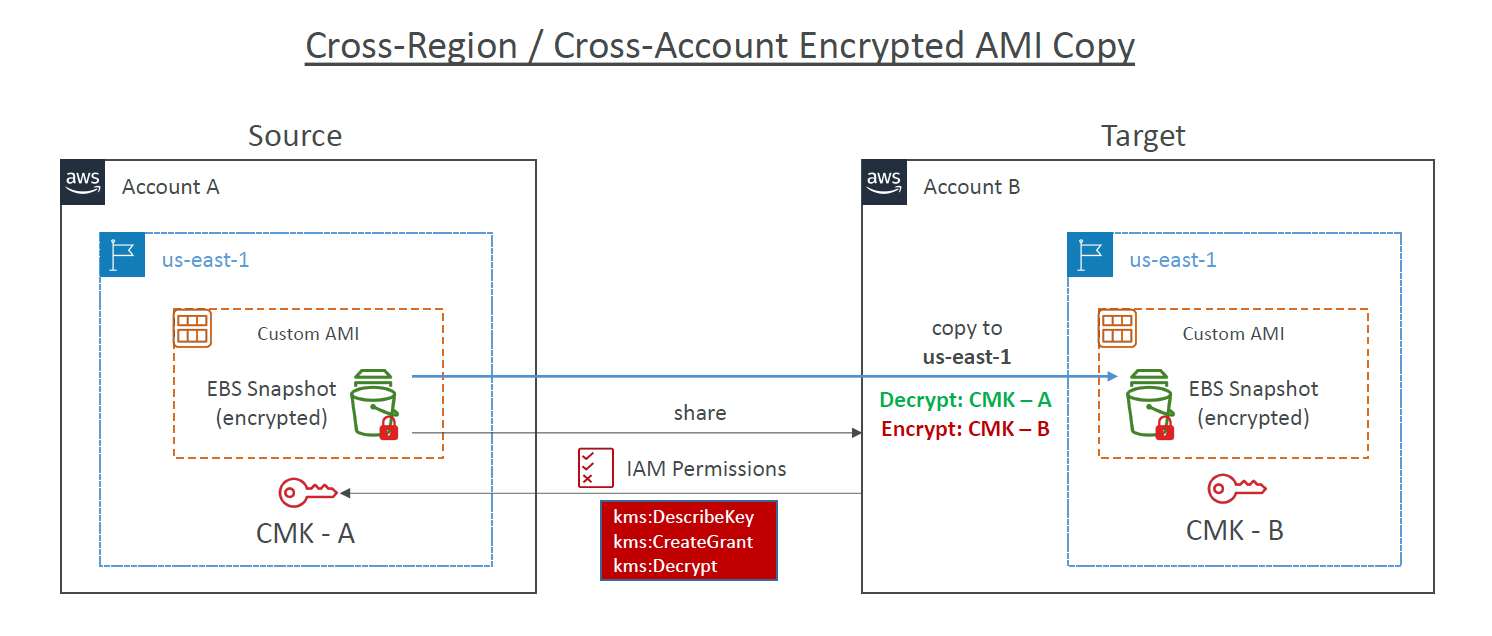 Cross-Region / Cross-Account Encrypted AMI Copy
Source
Target
aws
Account A
aws
Account B
us-east-1
us-east-1
Custom AMI
EBS Snapshot
(encrypted)
CMK - A
share
IAM Permissions
kms:DescribeKey
kms:CreateGrant
kms:Decrypt
copy to
us-east-1
Decrypt: CMK – A
Encrypt: CMK – B
Custom AMI
EBS Snapshot
(encrypted)
CMK - B